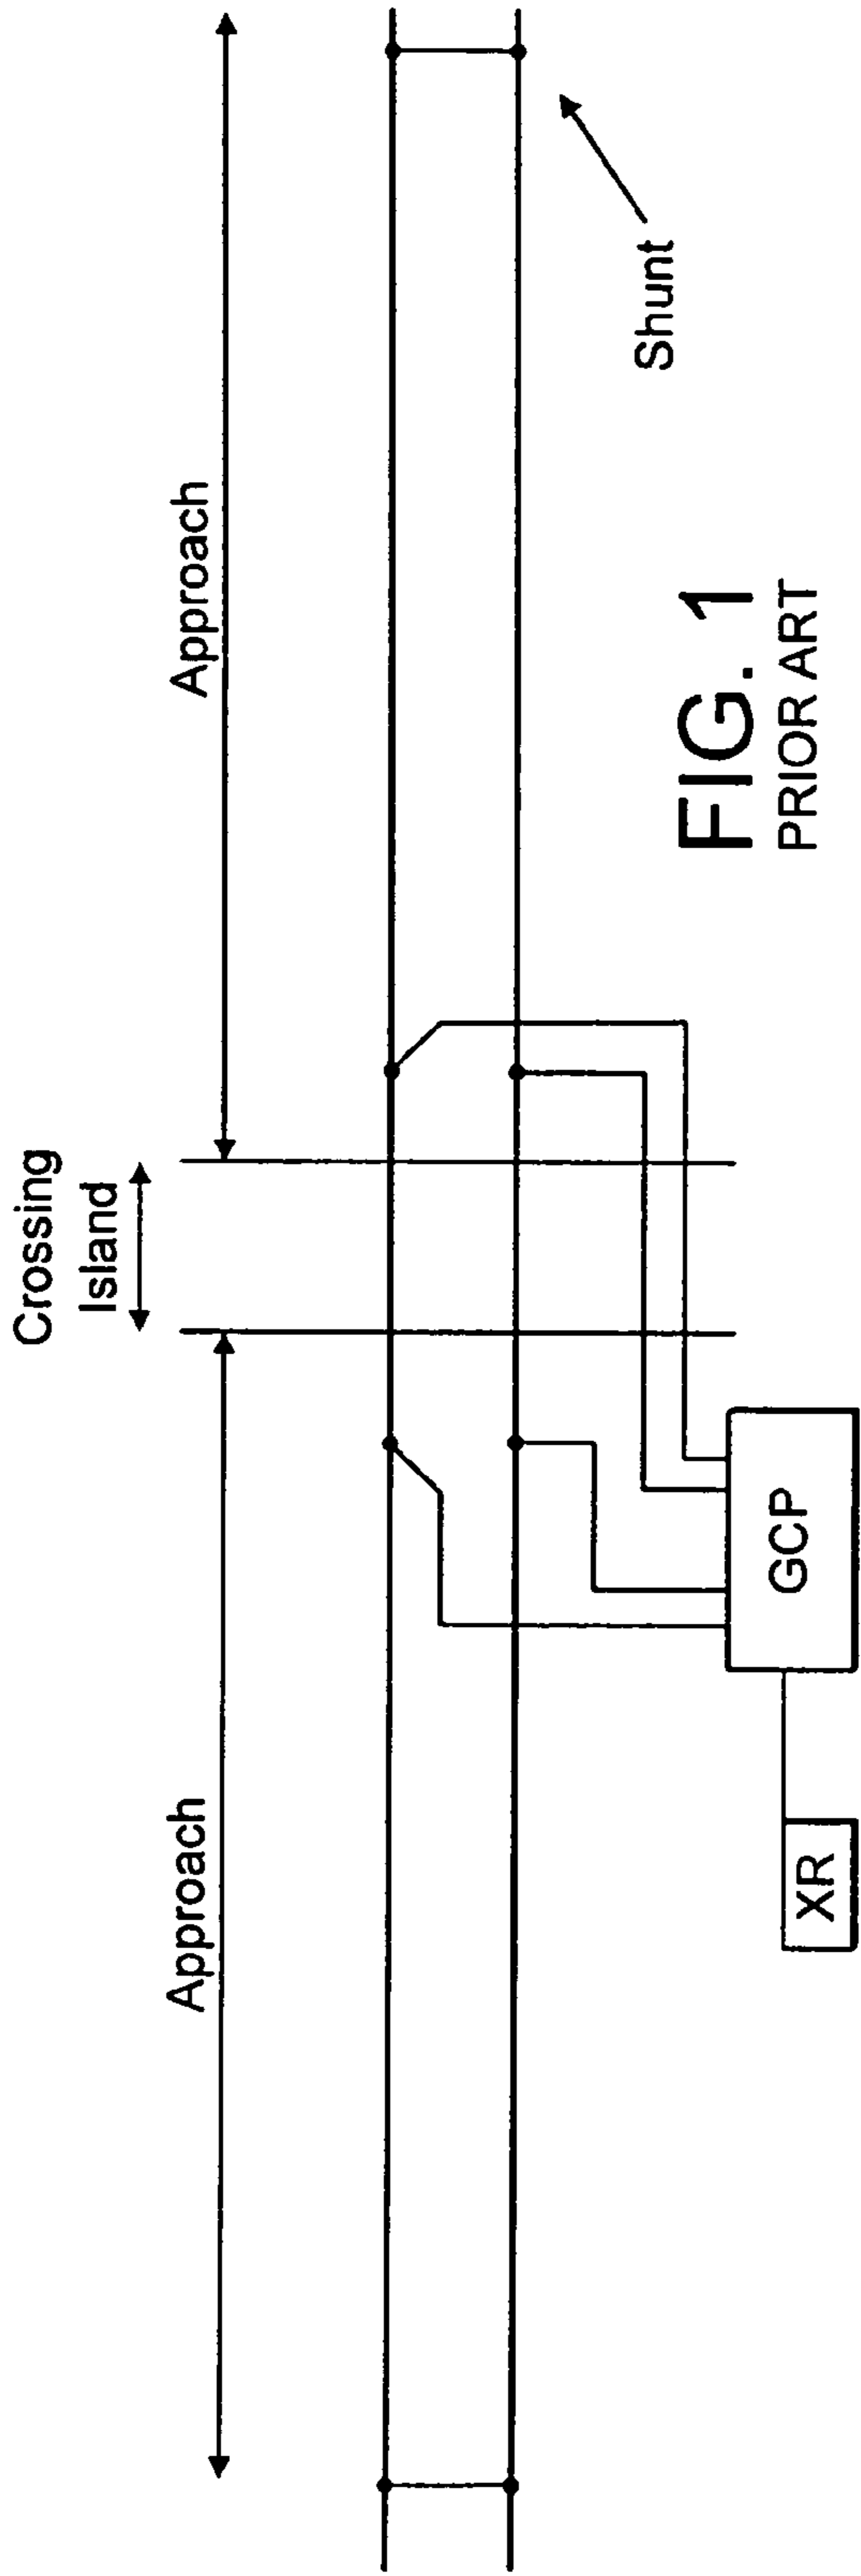 Crossing
Island
Approach
Approach
Shunt
GCP
XR
FIG. 1
PRIOR ART